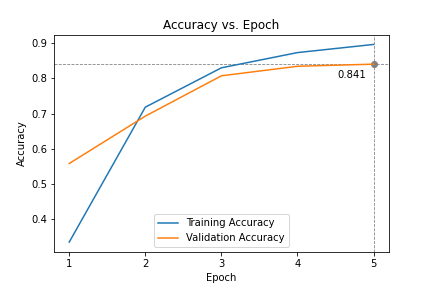 Accuracy vs. Epoch
0.9
0.8
0.7
0.6
0.5
0.4
Accuracy
0.841
Training Accuracy
Validation Accuracy
1 2 3 4 5
Epoch